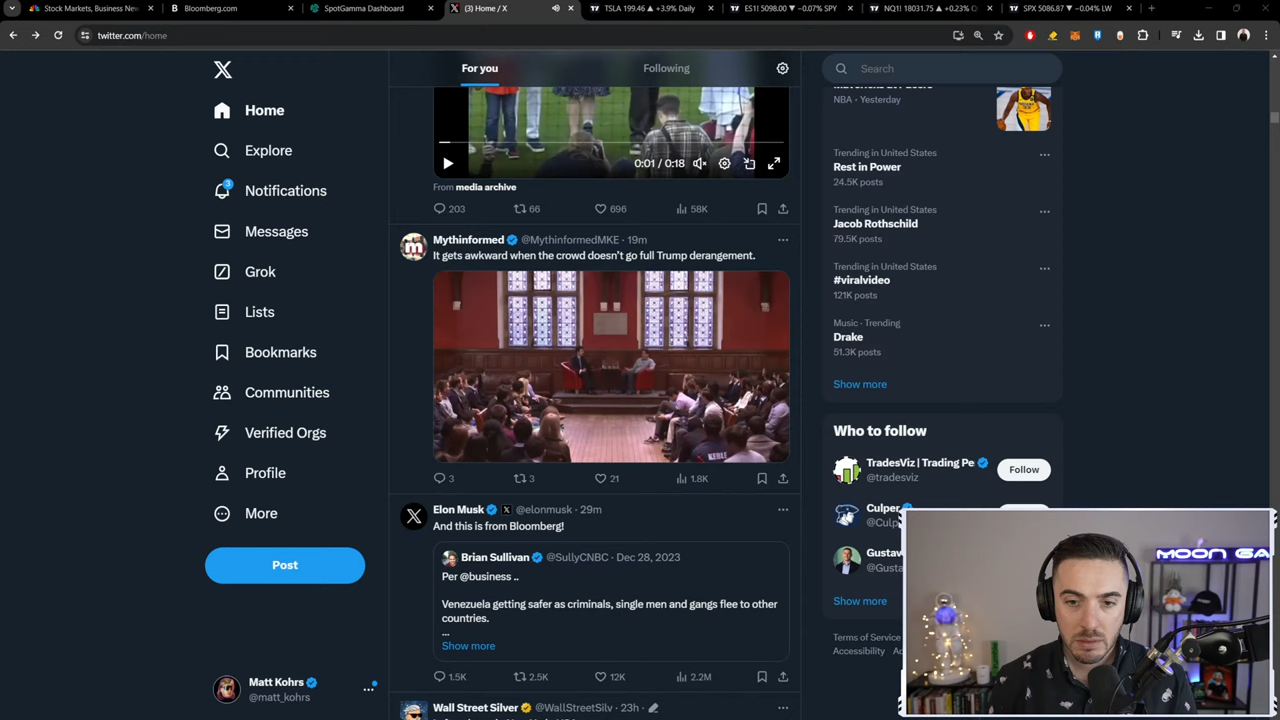 Stock Markets, Business New
Bloomberg.com
SpotGamma Dashboard
(3) Home / X
TSLA 199.46 ▲ +3.9% Daily
ES1! 5098.00 ▼ −0.07% SPY
NQ1! 18031.75 ▲ +0.23% Q
SPX 5086.87 ▼ −0.04% LW
twitter.com/home
Home
Explore
3
Notifications
Messages
Grok
Lists
Bookmarks
Communities
Verified Orgs
Profile
More
Post
Matt Kohrs
@matt_kohrs
For you
Following
0:01 / 0:18
From media archive
203
66
696
58K
Mythinformed @MythinformedMKE · 19m
It gets awkward when the crowd doesn't go full Trump derangement.
3
3
21
1.8K
Elon Musk @elonmusk · 29m
And this is from Bloomberg!
Brian Sullivan @SullyCNBC · Dec 28, 2023
Per @business ..
Venezuela getting safer as criminals, single men and gangs flee to other
countries.
...
Show more
1.5K
2.5K
12K
2.2M
Wall Street Silver @WallStreetSilv · 23h
Search
NBA · Yesterday
Trending in United States
Rest in Power
24.5K posts
Trending in United States
Jacob Rothschild
79.5K posts
Trending in United States
#viralvideo
121K posts
Music · Trending
Drake
51.3K posts
Show more
Who to follow
TradesViz | Trading Pe
@tradesviz
Follow
Culper
@Culp
Gustav
@Gusta
Show more
Terms of Service
Accessibility
MOON GA